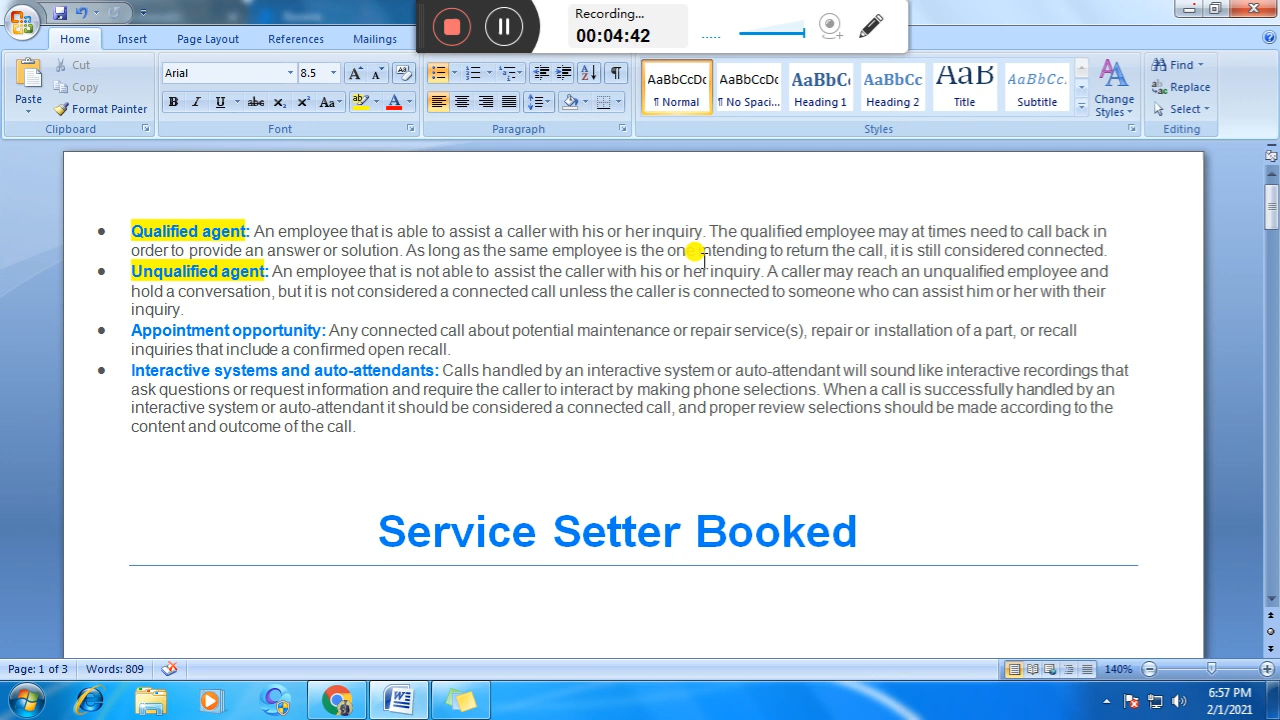 Recording...
00:04:42
Home Insert Page Layout References Mailings
Cut
Copy
Format Painter
Paste
Clipboard
Arial 8.5
Font
Paragraph
AaBbCcDc AaBbCcDc AaBbC AaBbCc AaB AaBbCc.
¶ Normal ¶ No Spaci... Heading 1 Heading 2 Title Subtitle
Change Styles
Styles
Find
Replace
Select
Editing
• Qualified agent: An employee that is able to assist a caller with his or her inquiry. The qualified employee may at times need to call back in
order to provide an answer or solution. As long as the same employee is the one intending to return the call, it is still considered connected.
• Unqualified agent: An employee that is not able to assist the caller with his or her inquiry. A caller may reach an unqualified employee and
hold a conversation, but it is not considered a connected call unless the caller is connected to someone who can assist him or her with their
inquiry.
• Appointment opportunity: Any connected call about potential maintenance or repair service(s), repair or installation of a part, or recall
inquiries that include a confirmed open recall.
• Interactive systems and auto-attendants: Calls handled by an interactive system or auto-attendant will sound like interactive recordings that
ask questions or request information and require the caller to interact by making phone selections. When a call is successfully handled by an
interactive system or auto-attendant it should be considered a connected call, and proper review selections should be made according to the
content and outcome of the call.
Service Setter Booked
Page: 1 of 3 Words: 809 140%
6:57 PM
2/1/2021